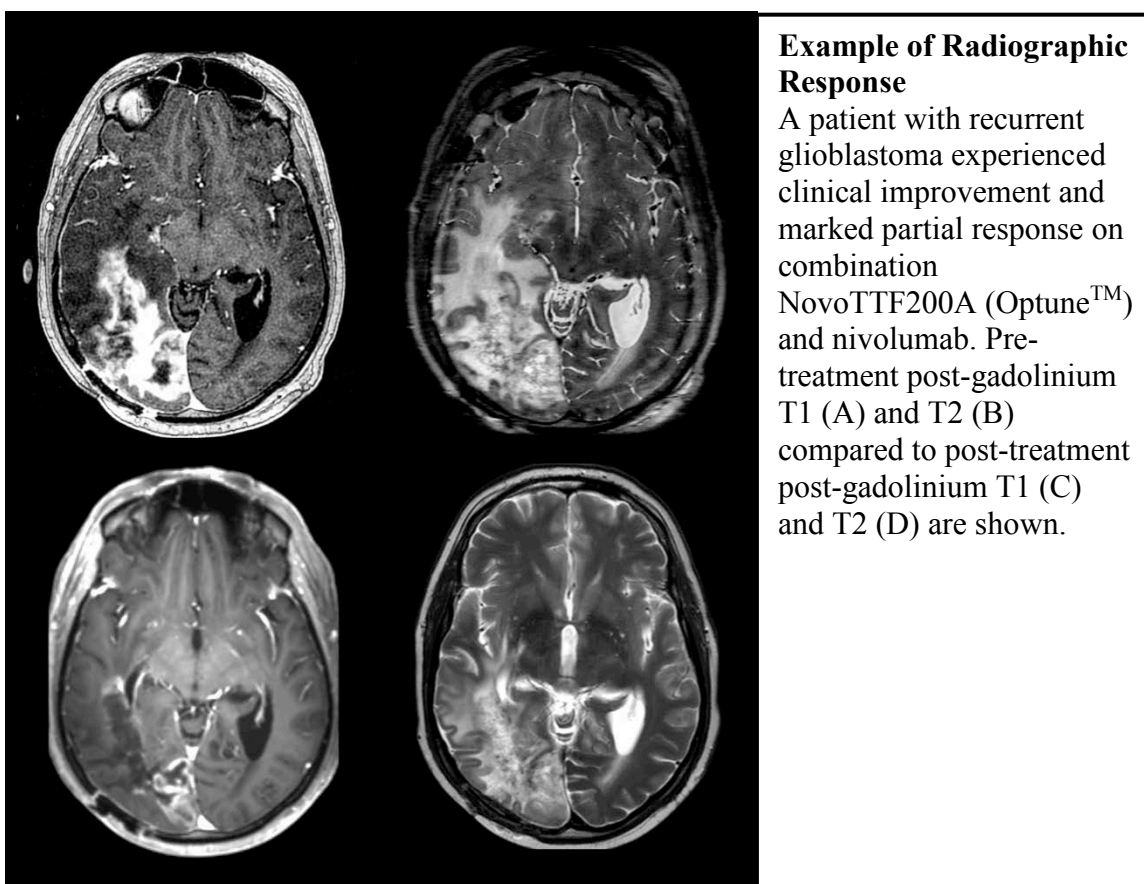 Example of Radiographic
Response
A patient with recurrent
glioblastoma experienced
clinical improvement and
marked partial response on
combination
NovoTTF200A (Optune™)
and nivolumab. Pre-
treatment post-gadolinium
T1 (A) and T2 (B)
compared to post-treatment
post-gadolinium T1 (C)
and T2 (D) are shown.